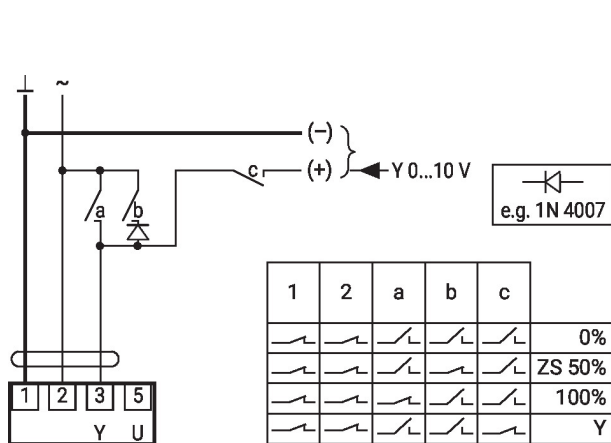 ~
(–)
c (+) Y 0...10 V
a b
e.g. 1N 4007
1 2 a b c
0%
ZS 50%
100%
Y
1 2 3 5
Y U